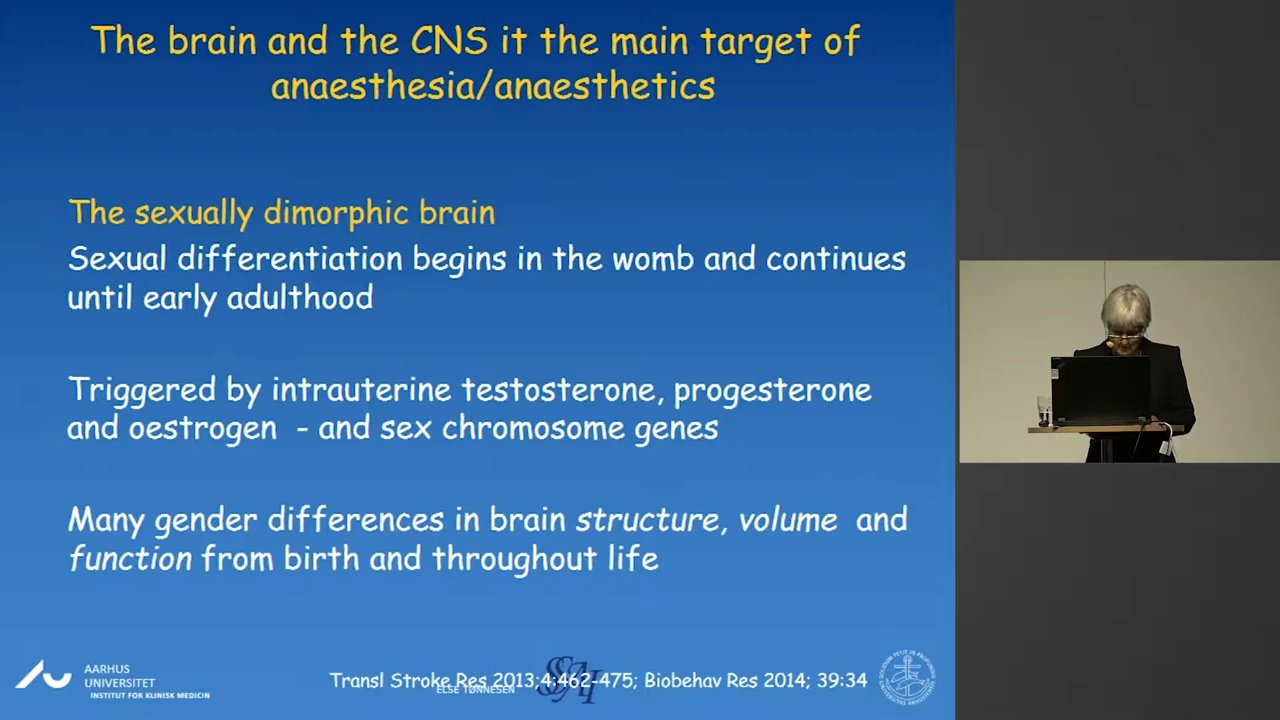 The brain and the CNS it the main target of
anaesthesia/anaesthetics
The sexually dimorphic brain
Sexual differentiation begins in the womb and continues
until early adulthood
Triggered by intrauterine testosterone, progesterone
and oestrogen - and sex chromosome genes
Many gender differences in brain structure, volume and
function from birth and throughout life
AARHUS
UNIVERSITET
INSTITUT FOR KLINISK MEDICIN
Transl Stroke Res 2013;4:462-475; Biobehav Res 2014; 39:34
ELSE TØNNESEN
SSAI